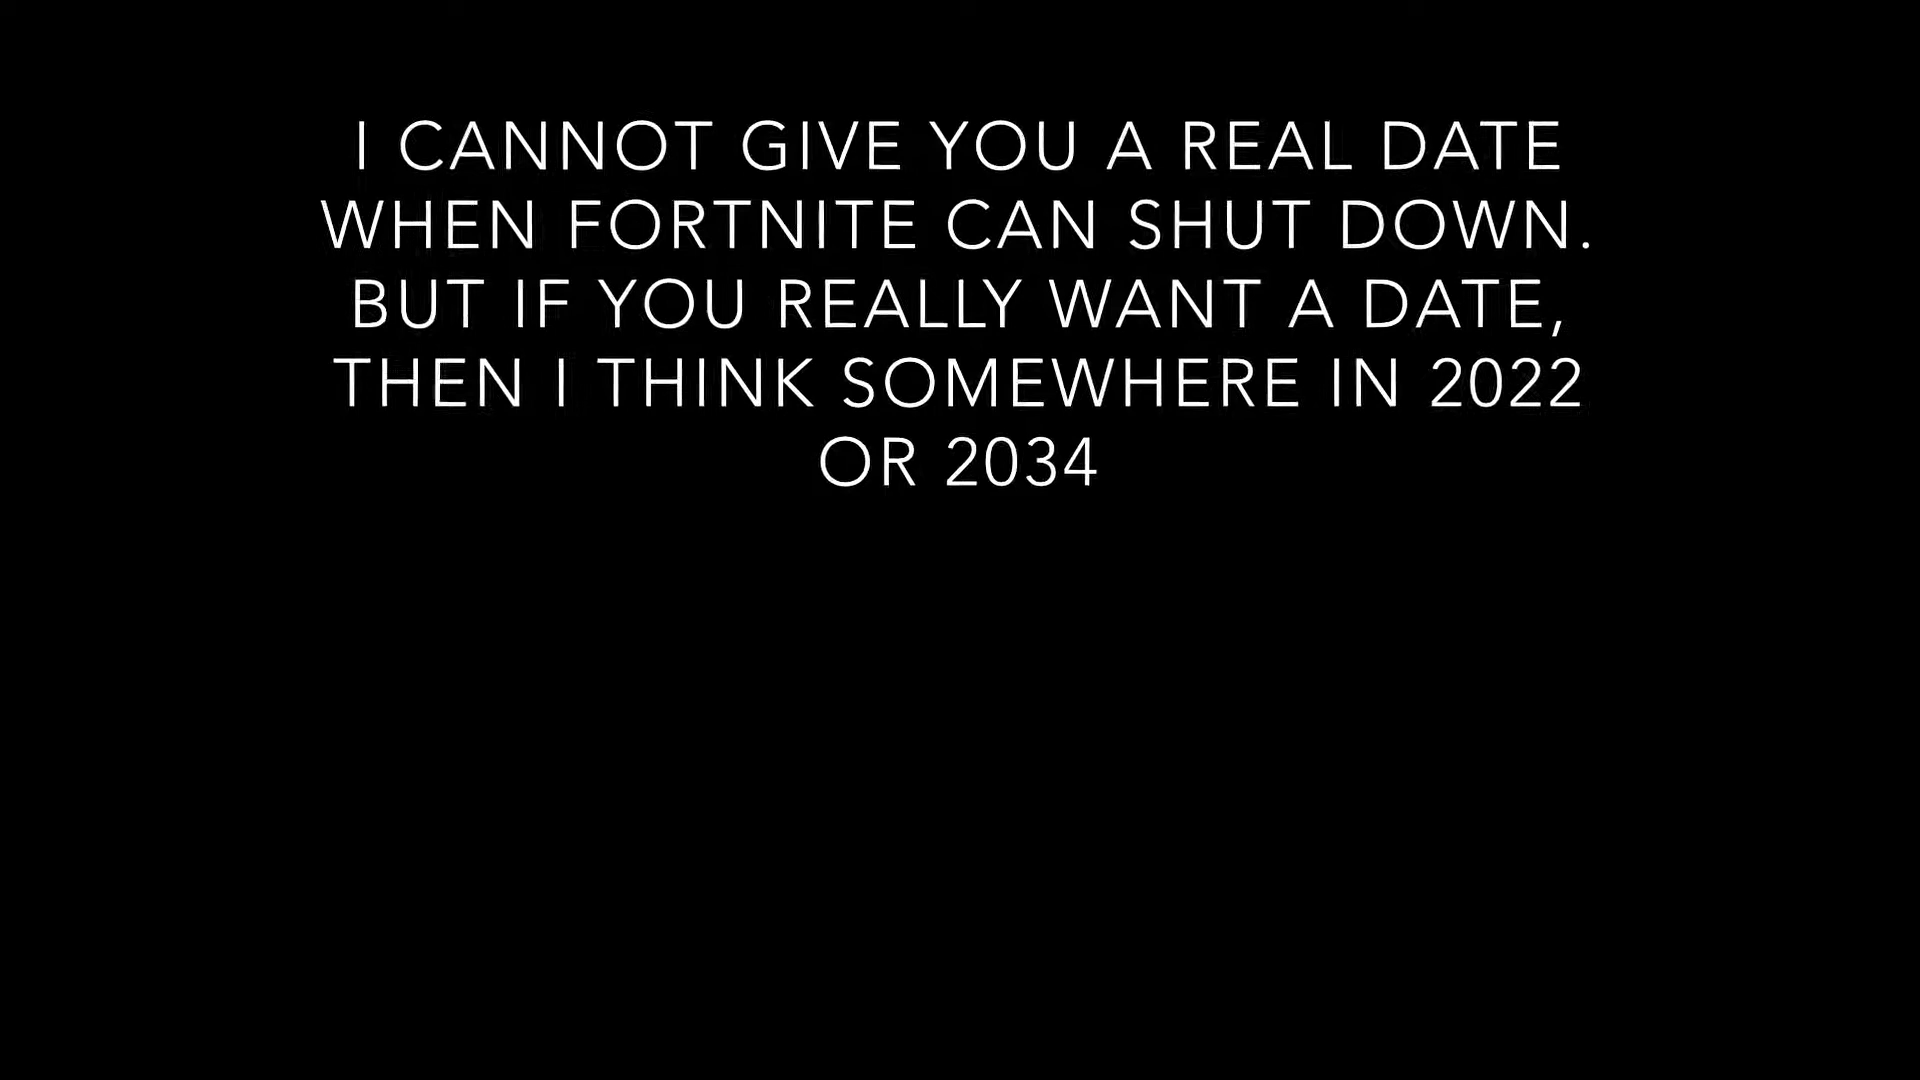 I CANNOT GIVE YOU A REAL DATE
WHEN FORTNITE CAN SHUT DOWN.
BUT IF YOU REALLY WANT A DATE,
THEN I THINK SOMEWHERE IN 2022
OR 2034